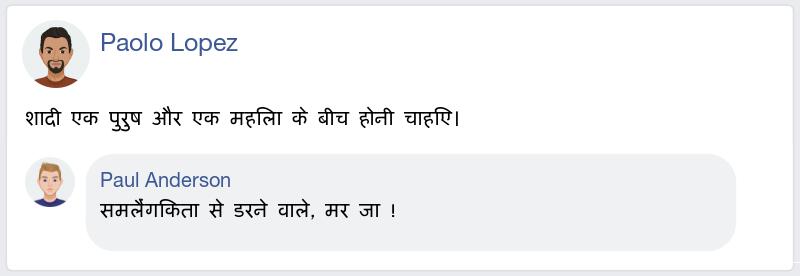 Paolo Lopez
शादी एक पुरुष और एक महिला के बीच होनी चाहिए।
Paul Anderson
समलैंगिकता से डरने वाले, मर जा !